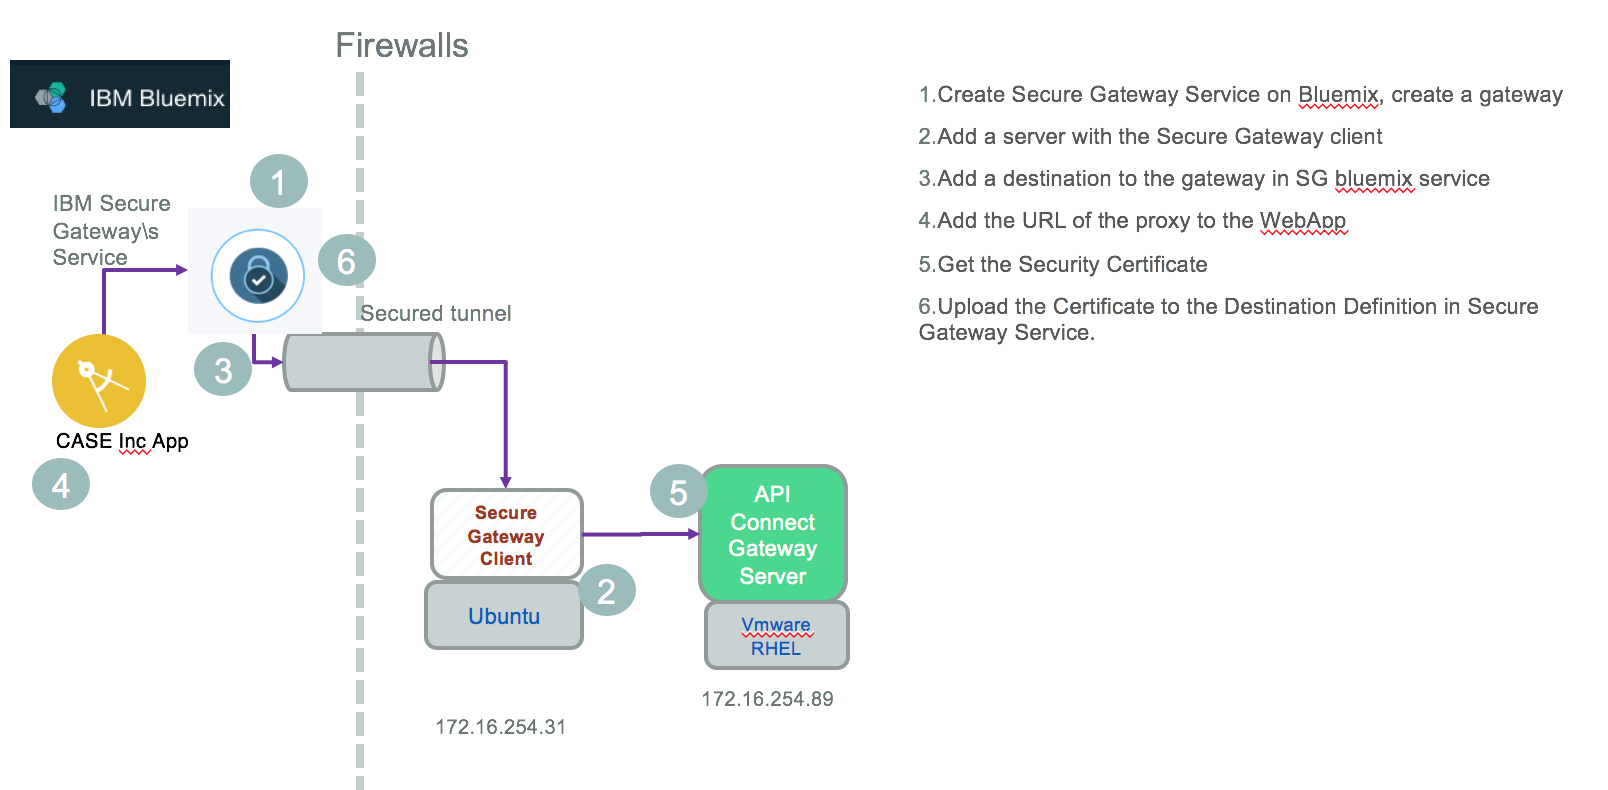 Firewalls
IBM Bluemix
1
IBM Secure
Gateway\s
Service
6
Secured tunnel
3
CASE Inc App
4
Secure
Gateway
Client
Ubuntu
2
172.16.254.31
5
API
Connect
Gateway
Server
Vmware
RHEL
172.16.254.89
1.Create Secure Gateway Service on Bluemix, create a gateway
2.Add a server with the Secure Gateway client
3.Add a destination to the gateway in SG bluemix service
4.Add the URL of the proxy to the WebApp
5.Get the Security Certificate
6.Upload the Certificate to the Destination Definition in Secure
Gateway Service.